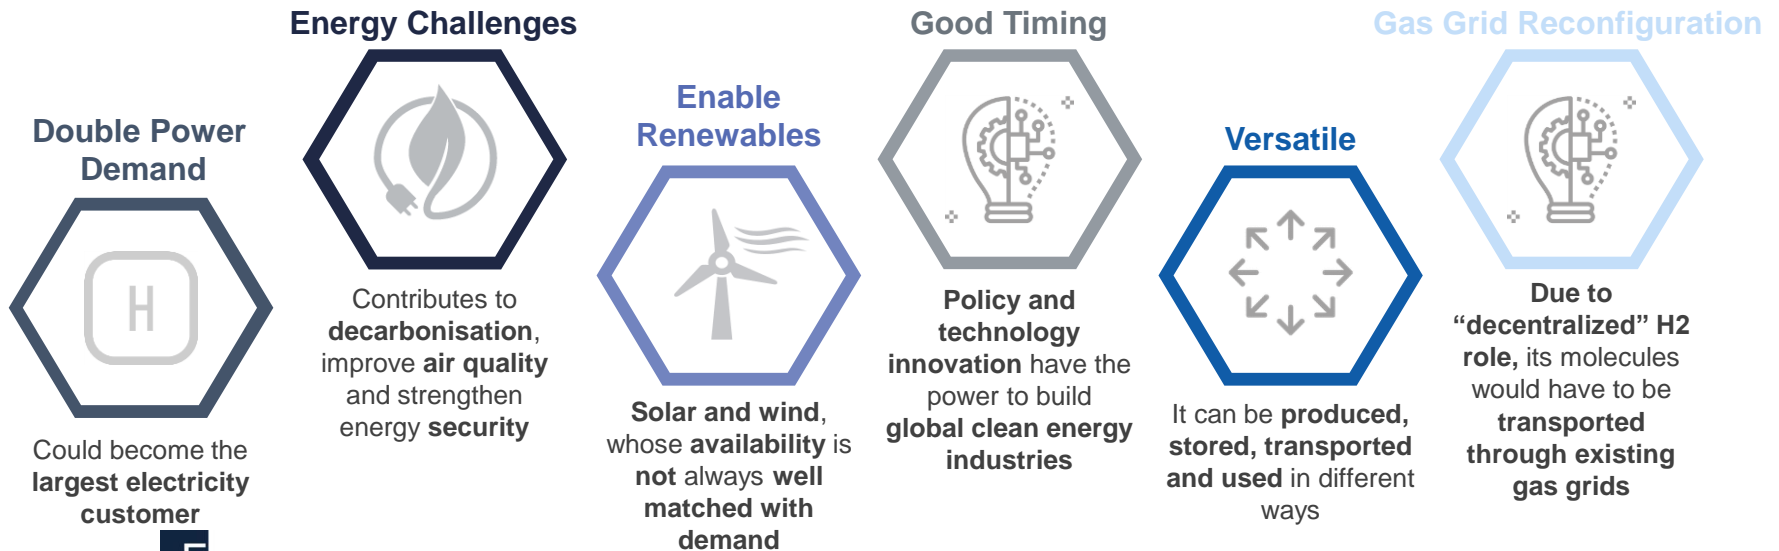 Double Power
Demand
H
Could become the
largest electricity
customer
Energy Challenges
Contributes to
decarbonisation,
improve air quality
and strengthen
energy security
Enable
Renewables
Solar and wind,
whose availability is
not always well
matched with
demand
Good Timing
Policy and
technology
innovation have the
power to build
global clean energy
industries
Versatile
It can be produced,
stored, transported
and used in different
ways
Gas Grid Reconfiguration
Due to
“decentralized” H2
role, its molecules
would have to be
transported
through existing
gas grids